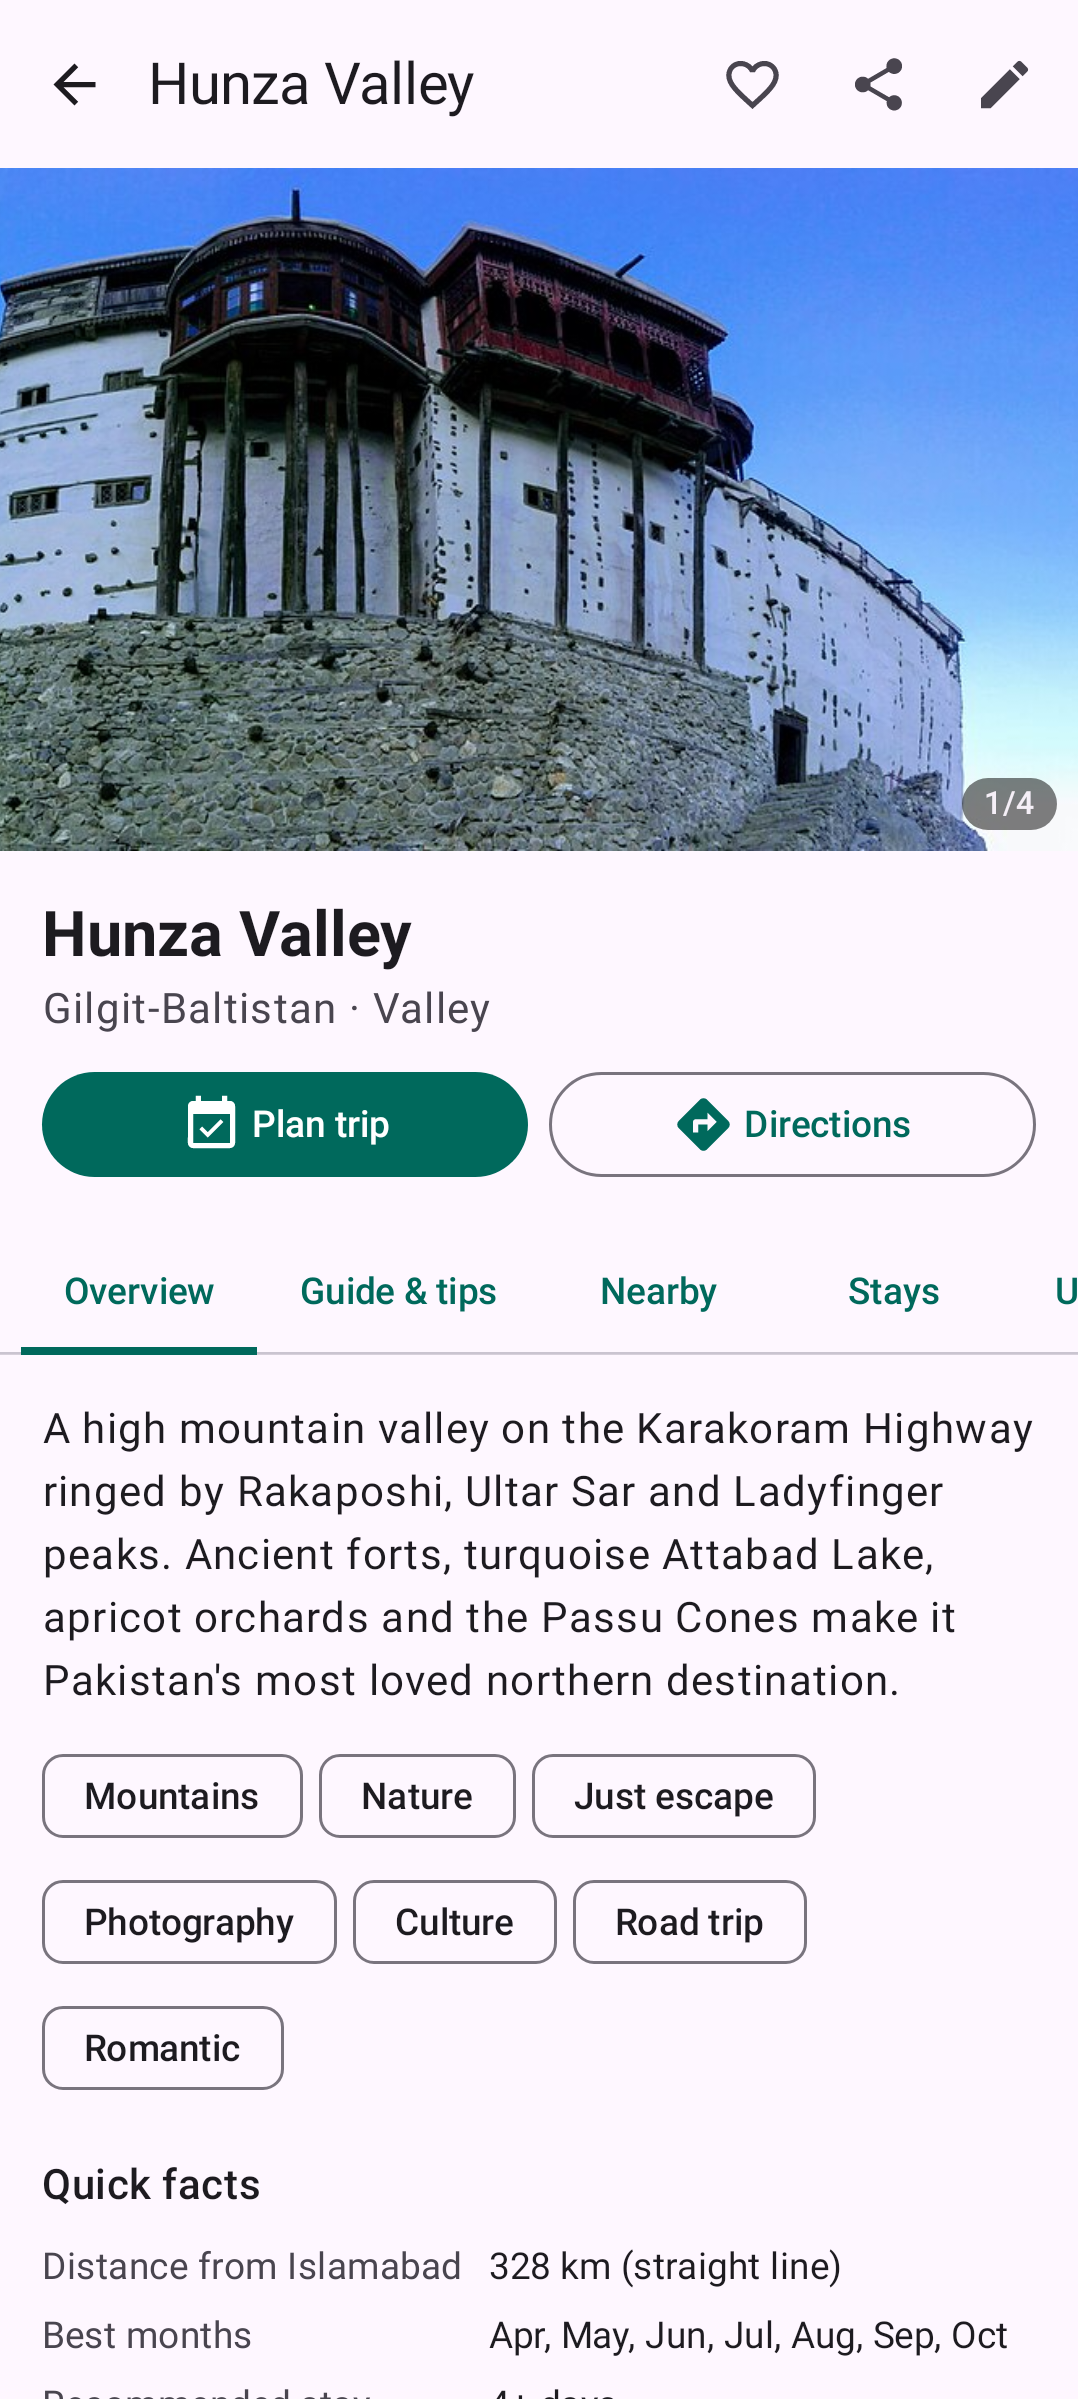 Hunza Valley
1/4
Hunza Valley
Gilgit-Baltistan · Valley
Plan trip
Directions
Overview
Guide & tips
Nearby
Stays
U
A high mountain valley on the Karakoram Highway
ringed by Rakaposhi, Ultar Sar and Ladyfinger
peaks. Ancient forts, turquoise Attabad Lake,
apricot orchards and the Passu Cones make it
Pakistan's most loved northern destination.
Mountains
Nature
Just escape
Photography
Culture
Road trip
Romantic
Quick facts
Distance from Islamabad 328 km (straight line)
Best months Apr, May, Jun, Jul, Aug, Sep, Oct
Recommended stay 4+ days